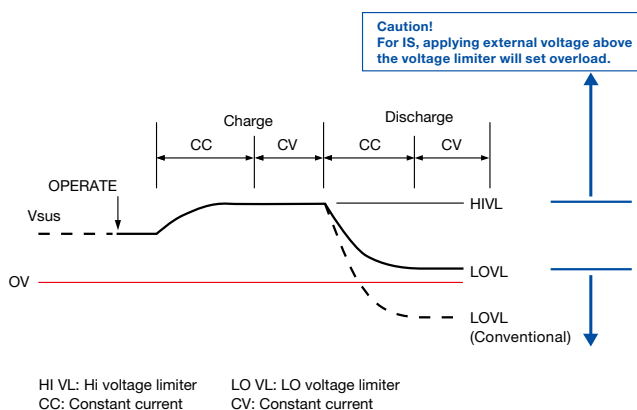 Caution!
For IS, applying external voltage above
the voltage limiter will set overload.
Charge
Discharge
CC
CV
CC
CV
OPERATE
Vsus
HIVL
LOVL
OV
LOVL
(Conventional)
HI VL: Hi voltage limiter
LO VL: LO voltage limiter
CC: Constant current
CV: Constant current